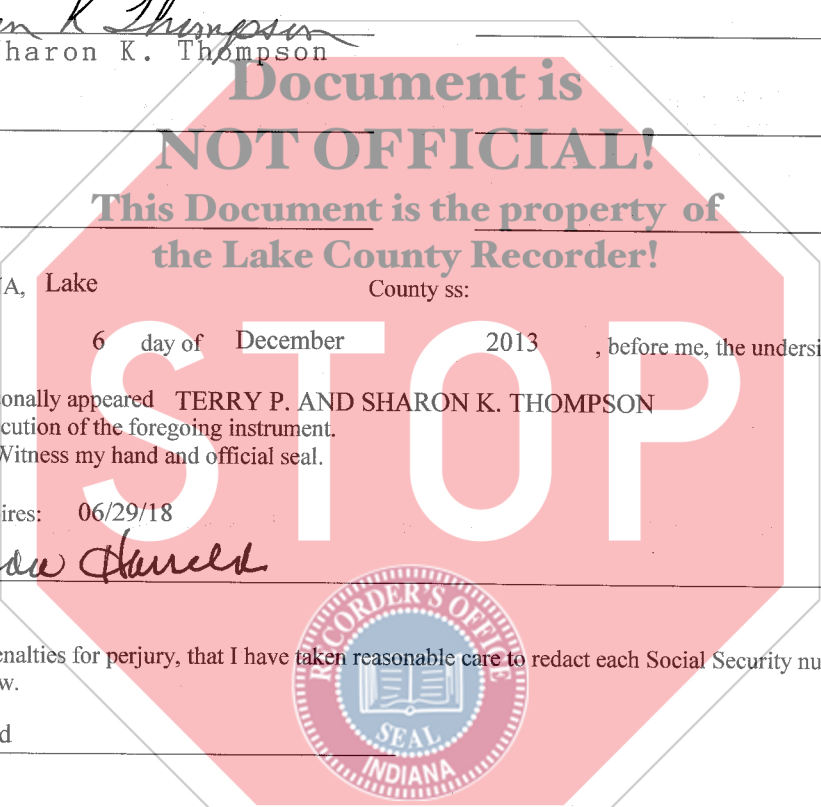 n K Thompson
haron K. Thompson
Document is
NOT OFFICIAL!
This Document is the property of
the Lake County Recorder!
A, Lake County ss:
6 day of December 2013 , before me, the undersi
onally appeared TERRY P. AND SHARON K. THOMPSON
cution of the foregoing instrument.
Witness my hand and official seal.
STOP
ires: 06/29/18
Harreld
RECORDER'S OFFICE
enalties for perjury, that I have taken reasonable care to redact each Social Security nu
w.
SEAL
d
INDIANA